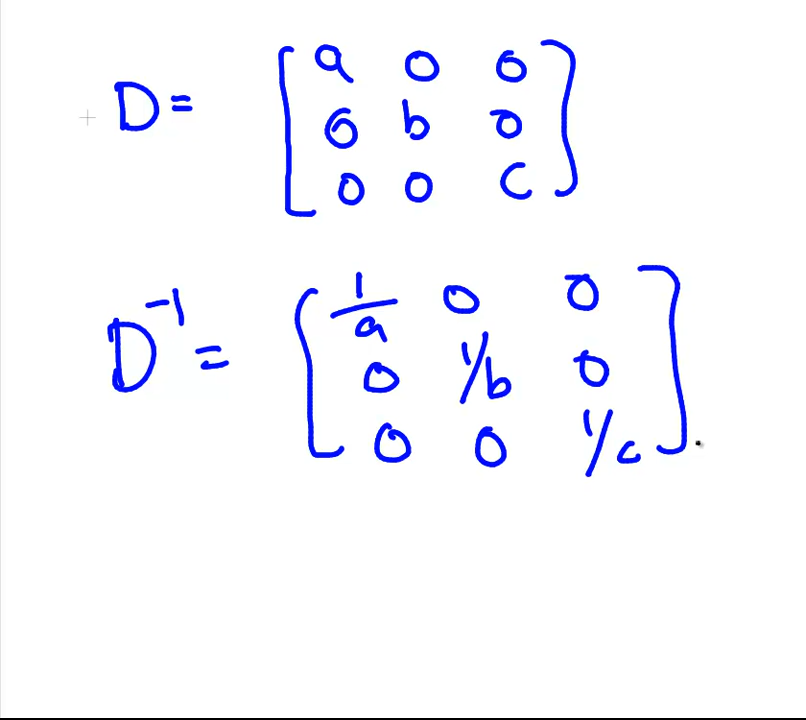 D = [ a 0 0
0 b 0
0 0 c ]
D⁻¹ = [ 1/a 0 0
0 1/b 0
0 0 1/c ]